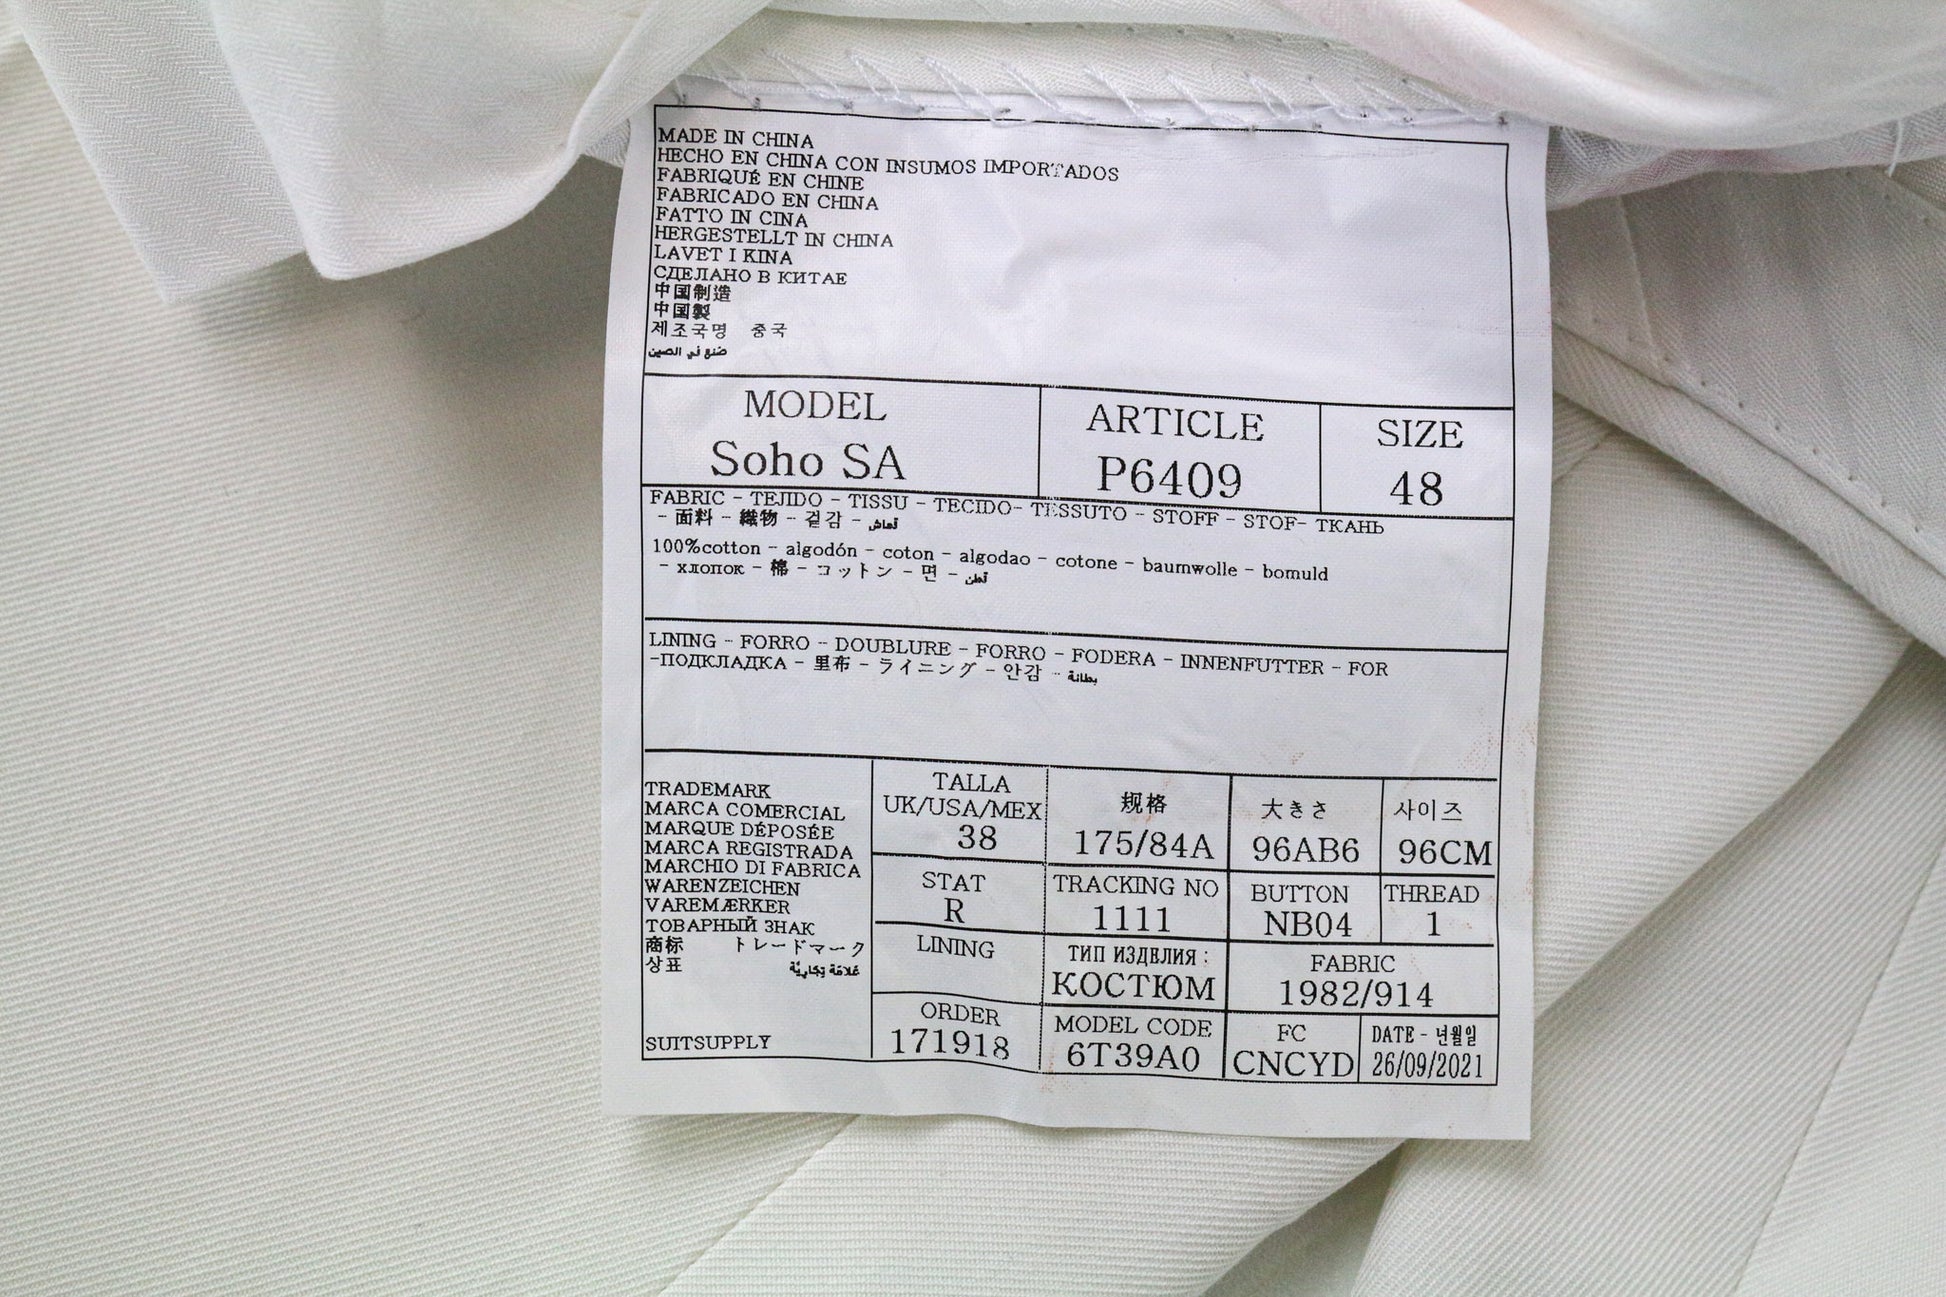 MADE IN CHINA
HECHO EN CHINA CON INSUMOS IMPORTADOS
FABRIQUÉ EN CHINE
FABRICADO EN CHINA
FATTO IN CINA
HERGESTELLT IN CHINA
LAVET I KINA
СДЕЛАНО В КИТАЕ
中国制造
中国製
제조국명 중국
صنع في الصين
MODEL
Soho SA
ARTICLE
P6409
SIZE
48
FABRIC - TEJIDO - TISSU - TECIDO- TESSUTO - STOFF - STOF- ТКАНЬ
- 面料 - 織物 - 겉감 - قماش
100%cotton - algodón - coton - algodao - cotone - baumwolle - bomuld
- хлопок - 棉 - コットン - 면 - قطن
LINING - FORRO - DOUBLURE - FORRO - FODERA - INNENFUTTER - FOR
-ПОДКЛАДКА - 里布 - ライニング - 안감 - بطانة
TRADEMARK
MARCA COMERCIAL
MARQUE DÉPOSÉE
MARCA REGISTRADA
MARCHIO DI FABRICA
WARENZEICHEN
VAREMÆRKER
ТОВАРНЫЙ ЗНАК
商标 トレードマーク
상표 علامة تجارية
SUITSUPPLY
TALLA
UK/USA/MEX
38
规格
175/84A
大きさ
96AB6
사이즈
96CM
STAT
R
TRACKING NO
1111
BUTTON
NB04
THREAD
1
LINING
ТИП ИЗДЕЛИЯ :
КОСТЮМ
FABRIC
1982/914
ORDER
171918
MODEL CODE
6T39A0
FC
CNCYD
DATE - 년월일
26/09/2021